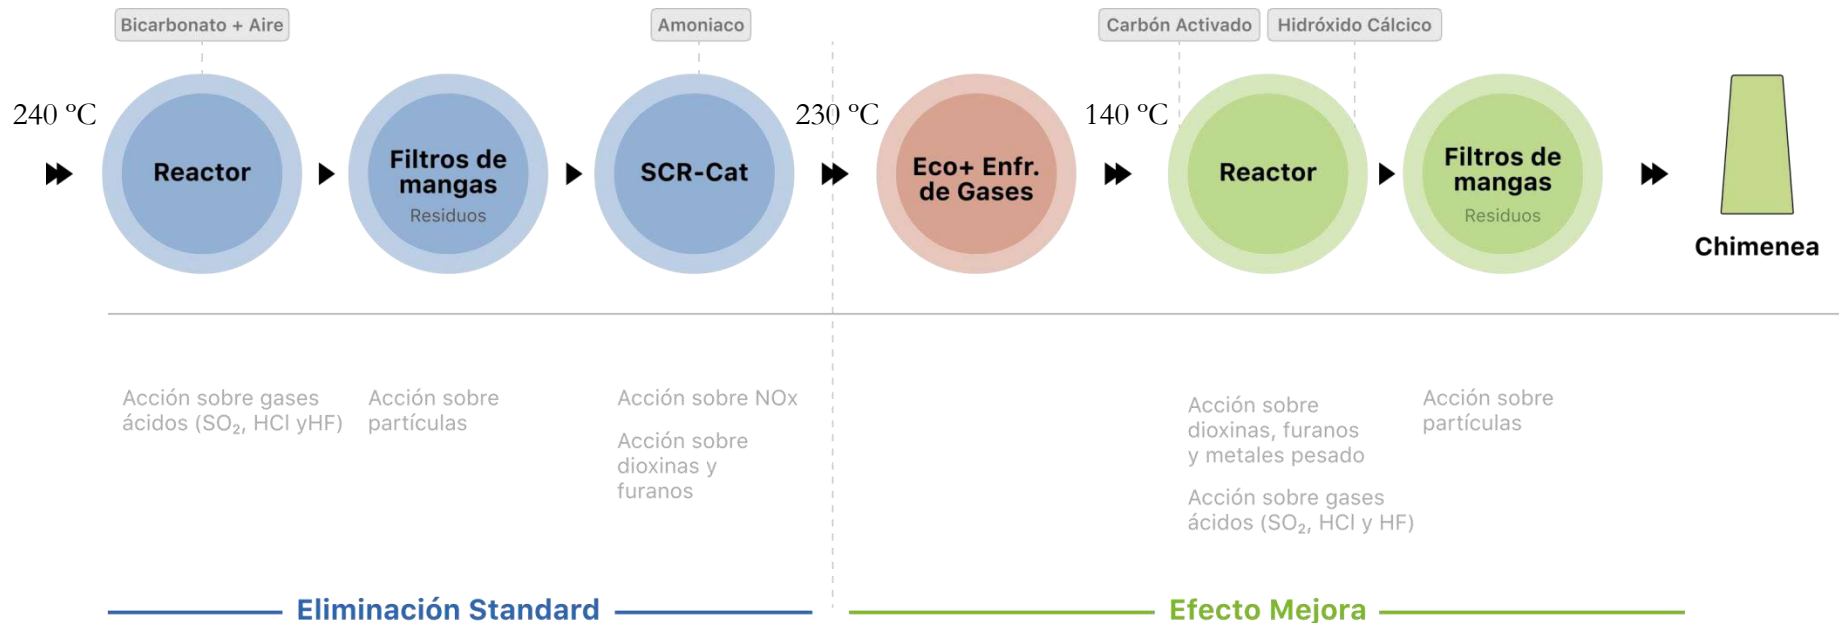 Bicarbonato + Aire
Amoniaco
Carbón Activado
Hidróxido Cálcico
240 ºC
Reactor
Filtros de
mangas
Residuos
SCR-Cat
230 ºC
Eco+ Enfr.
de Gases
140 ºC
Reactor
Filtros de
mangas
Residuos
Chimenea
Acción sobre gases
ácidos (SO₂, HCl yHF)
Acción sobre
partículas
Acción sobre NOx
Acción sobre
dioxinas y
furanos
Acción sobre
dioxinas, furanos
y metales pesado
Acción sobre gases
ácidos (SO₂, HCl y HF)
Acción sobre
partículas
Eliminación Standard
Efecto Mejora